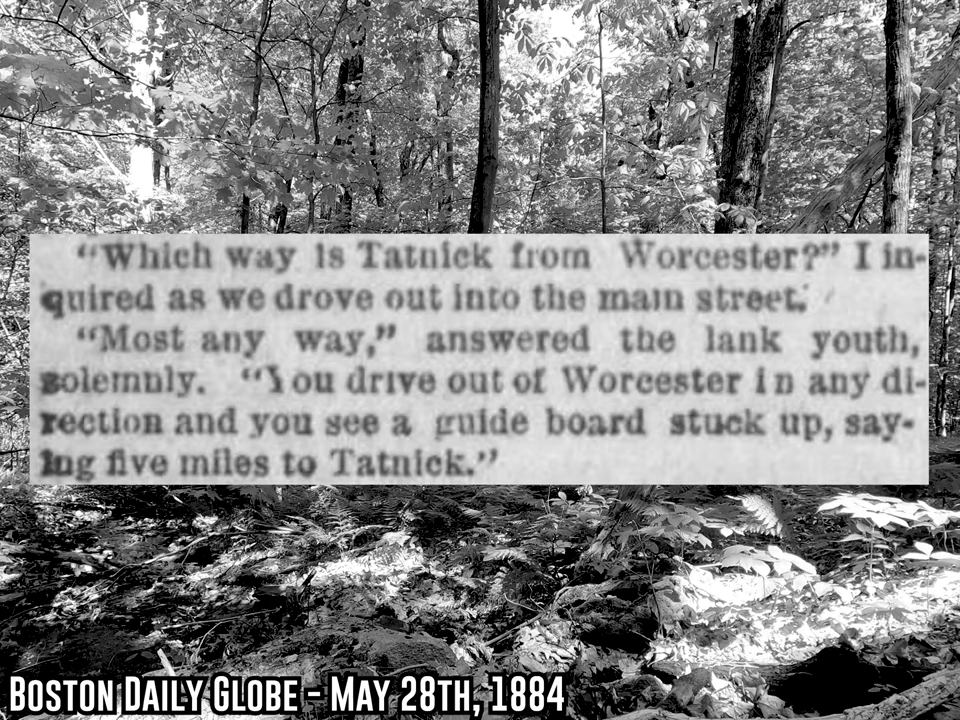 “Which way is Tatnick from Worcester?” I in-
quired as we drove out into the main street.
“Most any way,” answered the lank youth,
solemnly. “You drive out of Worcester in any di-
rection and you see a guide board stuck up, say-
ing five miles to Tatnick.”
BOSTON DAILY GLOBE - MAY 28TH, 1884